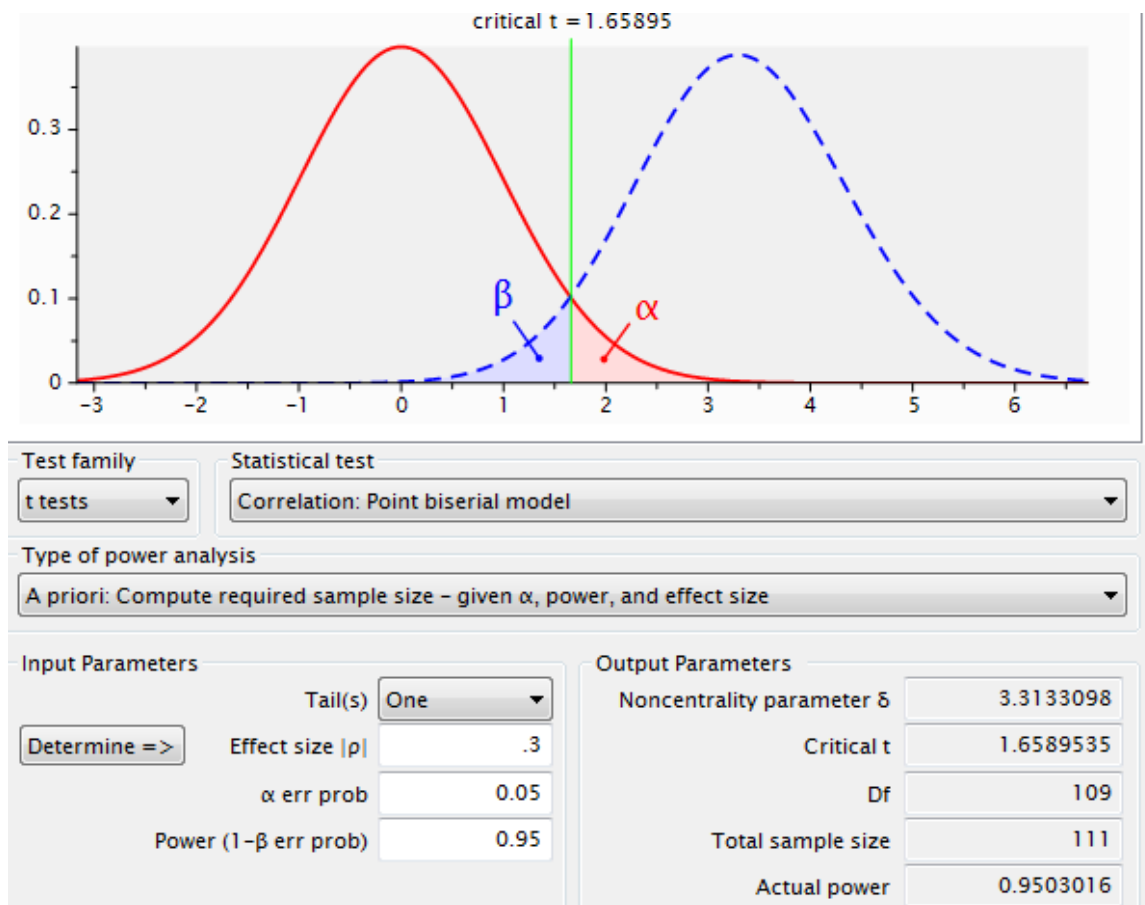 critical t = 1.65895
0.3
0.2
0.1
0
β
α
-3 -2 -1 0 1 2 3 4 5 6
Test family Statistical test
t tests Correlation: Point biserial model
Type of power analysis
A priori: Compute required sample size - given α, power, and effect size
Input Parameters
Tail(s) One
Determine => Effect size |ρ| .3
α err prob 0.05
Power (1-β err prob) 0.95
Output Parameters
Noncentrality parameter δ 3.3133098
Critical t 1.6589535
Df 109
Total sample size 111
Actual power 0.9503016